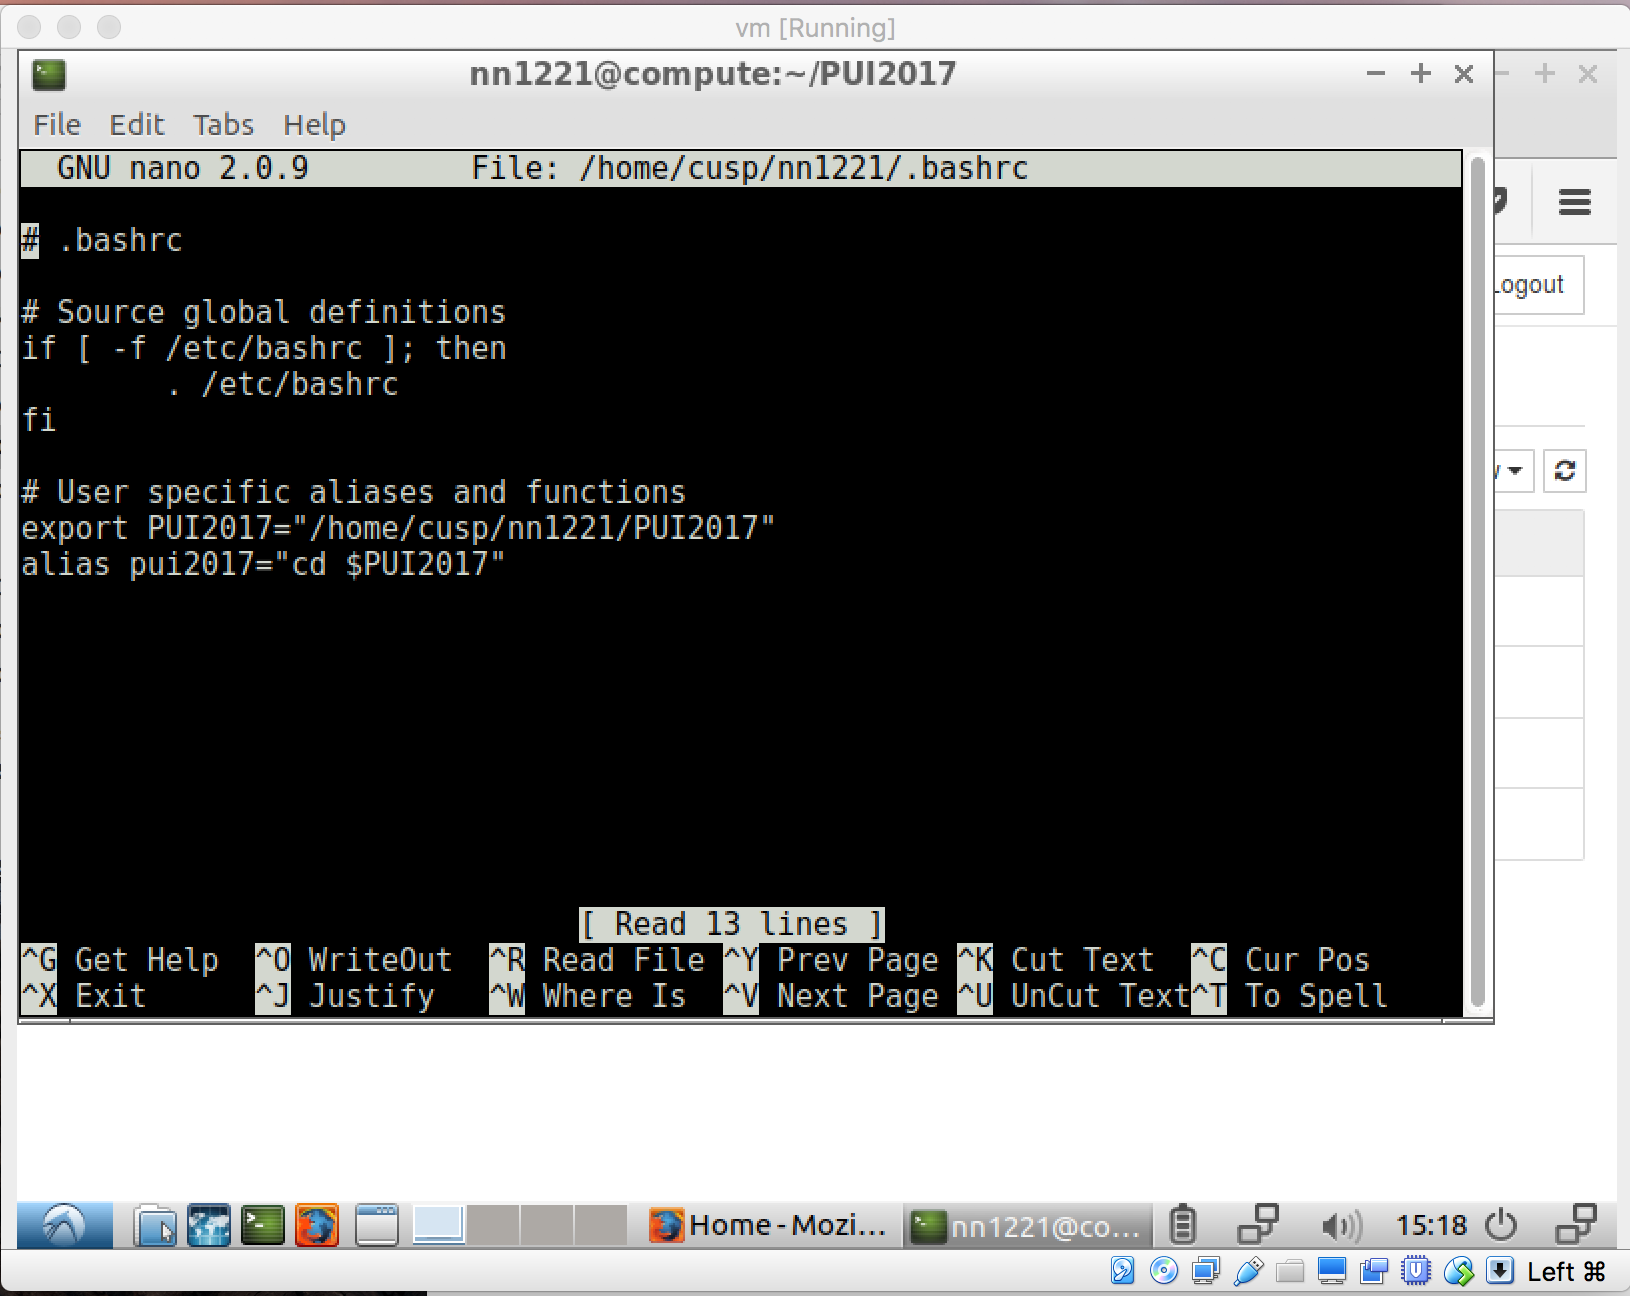 vm [Running]
nn1221@compute:~/PUI2017
File Edit Tabs Help
GNU nano 2.0.9 File: /home/cusp/nn1221/.bashrc
# .bashrc
# Source global definitions
if [ -f /etc/bashrc ]; then
. /etc/bashrc
fi
# User specific aliases and functions
export PUI2017="/home/cusp/nn1221/PUI2017"
alias pui2017="cd $PUI2017"
[ Read 13 lines ]
^G Get Help ^O WriteOut ^R Read File ^Y Prev Page ^K Cut Text ^C Cur Pos
^X Exit ^J Justify ^W Where Is ^V Next Page ^U UnCut Text ^T To Spell
Logout
Home - Mozi... nn1221@co... 15:18
Left ⌘